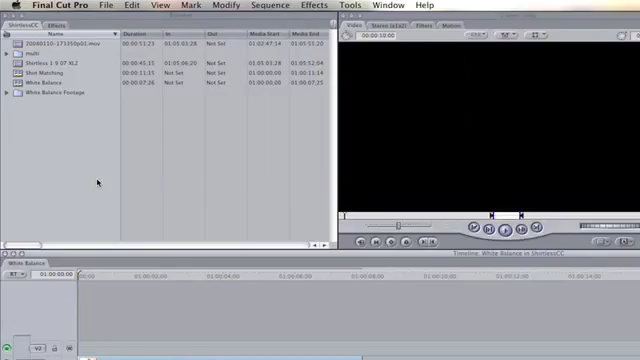 Final Cut Pro File Edit View Mark Modify Sequence Effects Tools Window Help
ShirtlessCC Effects
Name Duration In Out Media Start Media End
20080110-171350p01.mov 00:00:51;23 01:05:03;28 Not Set 01:02:47;14 01:05:55;20
multi
Shirtless 1 9 07 XL2 00:00:45;15 01:05:06;20 Not Set 01:05:03;28 01:05:52;04
Shot Matching 00:00:11;15 Not Set Not Set 01:00:00;00 01:00:11;14
White Balance 00:00:07;26 Not Set Not Set 01:00:00;00 01:00:07;25
White Balance Footage
Video Stereo (a1a2) Filters Motion
00:00:10;00
Timeline: White Balance in ShirtlessCC
White Balance
RT 01:00:00;00 00:00 01:00:02;00 01:00:04;00 01:00:06;00 01:00:08;00 01:00:10;00 01:00:12;00 01:00:14;00
V2